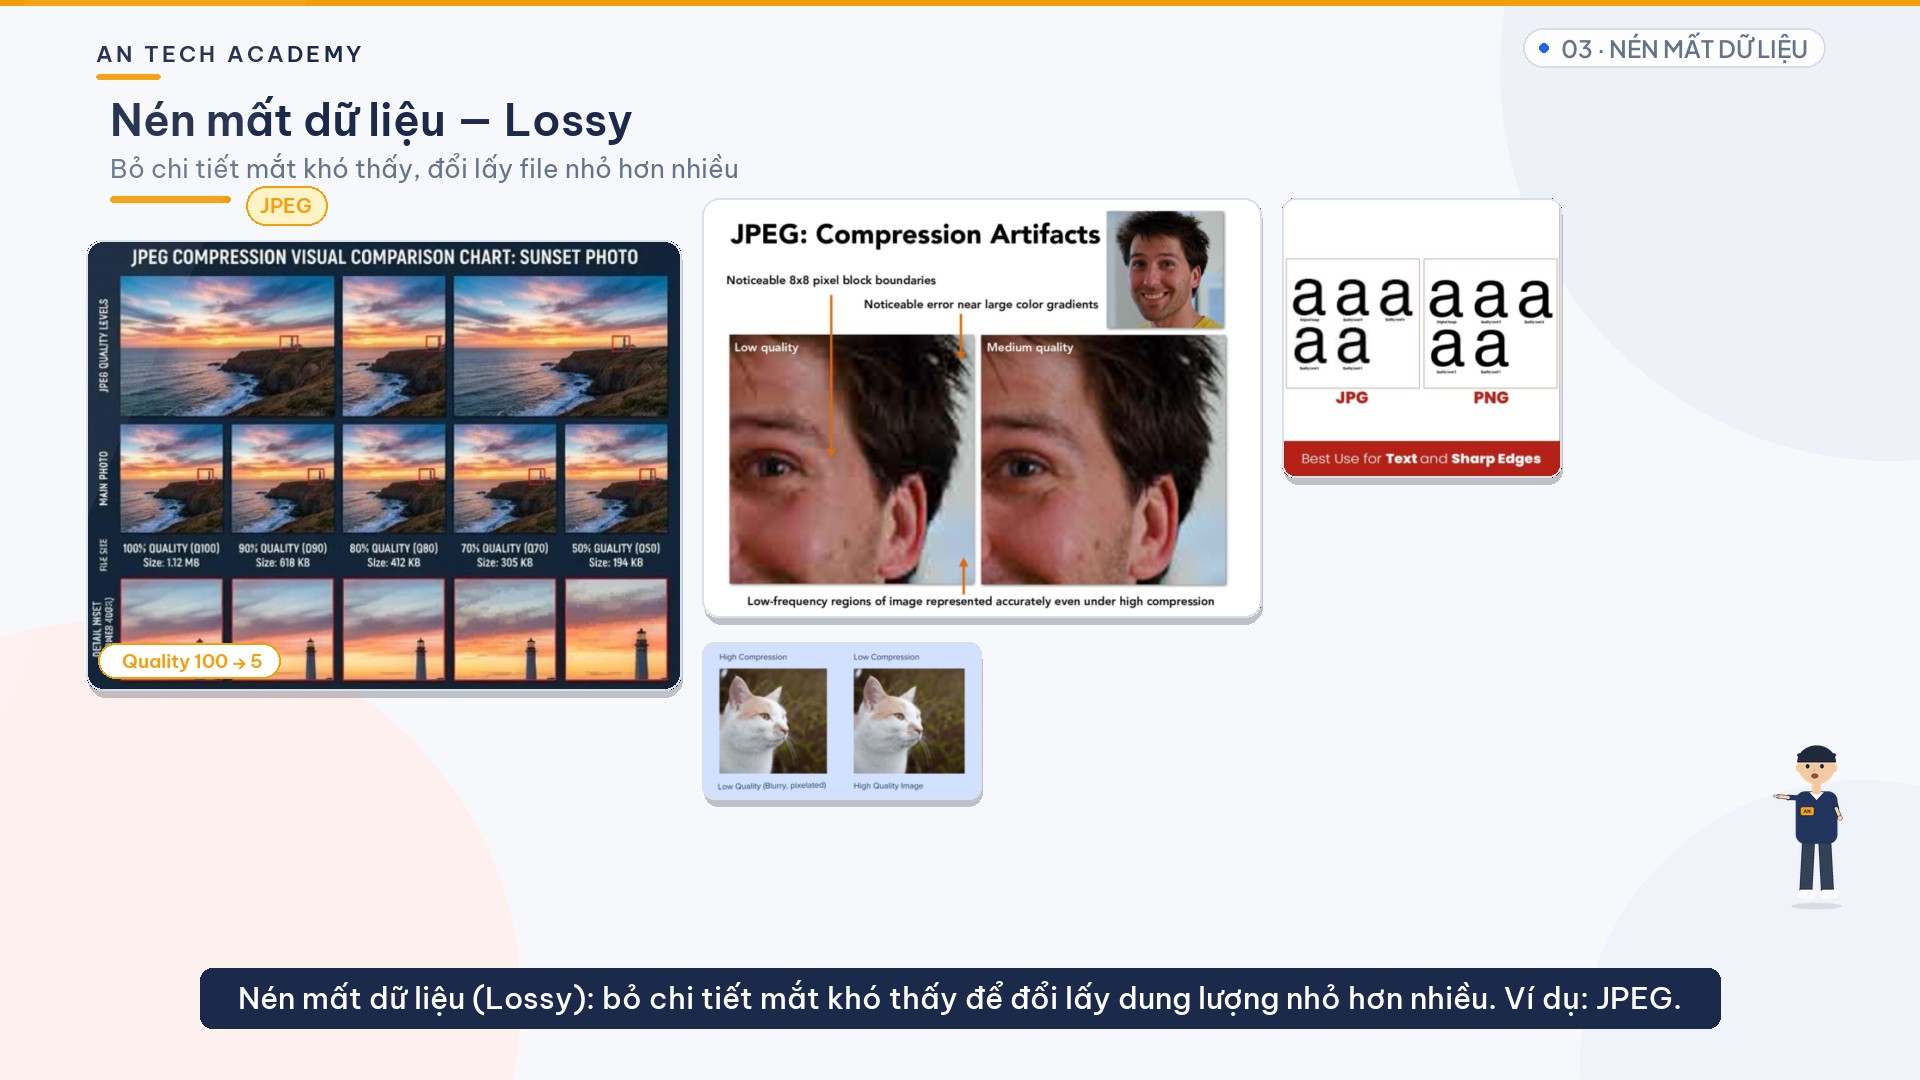 AN TECH ACADEMY
03 · NÉN MẤT DỮ LIỆU
Nén mất dữ liệu — Lossy
Bỏ chi tiết mắt khó thấy, đổi lấy file nhỏ hơn nhiều
JPEG
JPEG COMPRESSION VISUAL COMPARISON CHART: SUNSET PHOTO
JPEG QUALITY LEVELS
MAIN PHOTO
FILE SIZE
100% QUALITY (Q100)
Size: 1.12 MB
90% QUALITY (Q90)
Size: 618 KB
80% QUALITY (Q80)
Size: 412 KB
70% QUALITY (Q70)
Size: 305 KB
50% QUALITY (Q50)
Size: 194 KB
Quality 100 → 5
JPEG: Compression Artifacts
Noticeable 8x8 pixel block boundaries
Noticeable error near large color gradients
Low quality
Medium quality
Low-frequency regions of image represented accurately even under high compression
a a a
a a
JPG
a a a
a a
PNG
Best Use for Text and Sharp Edges
High Compression
Low Compression
Low Quality (Blurry, pixelated)
High Quality Image
AN
Nén mất dữ liệu (Lossy): bỏ chi tiết mắt khó thấy để đổi lấy dung lượng nhỏ hơn nhiều. Ví dụ: JPEG.